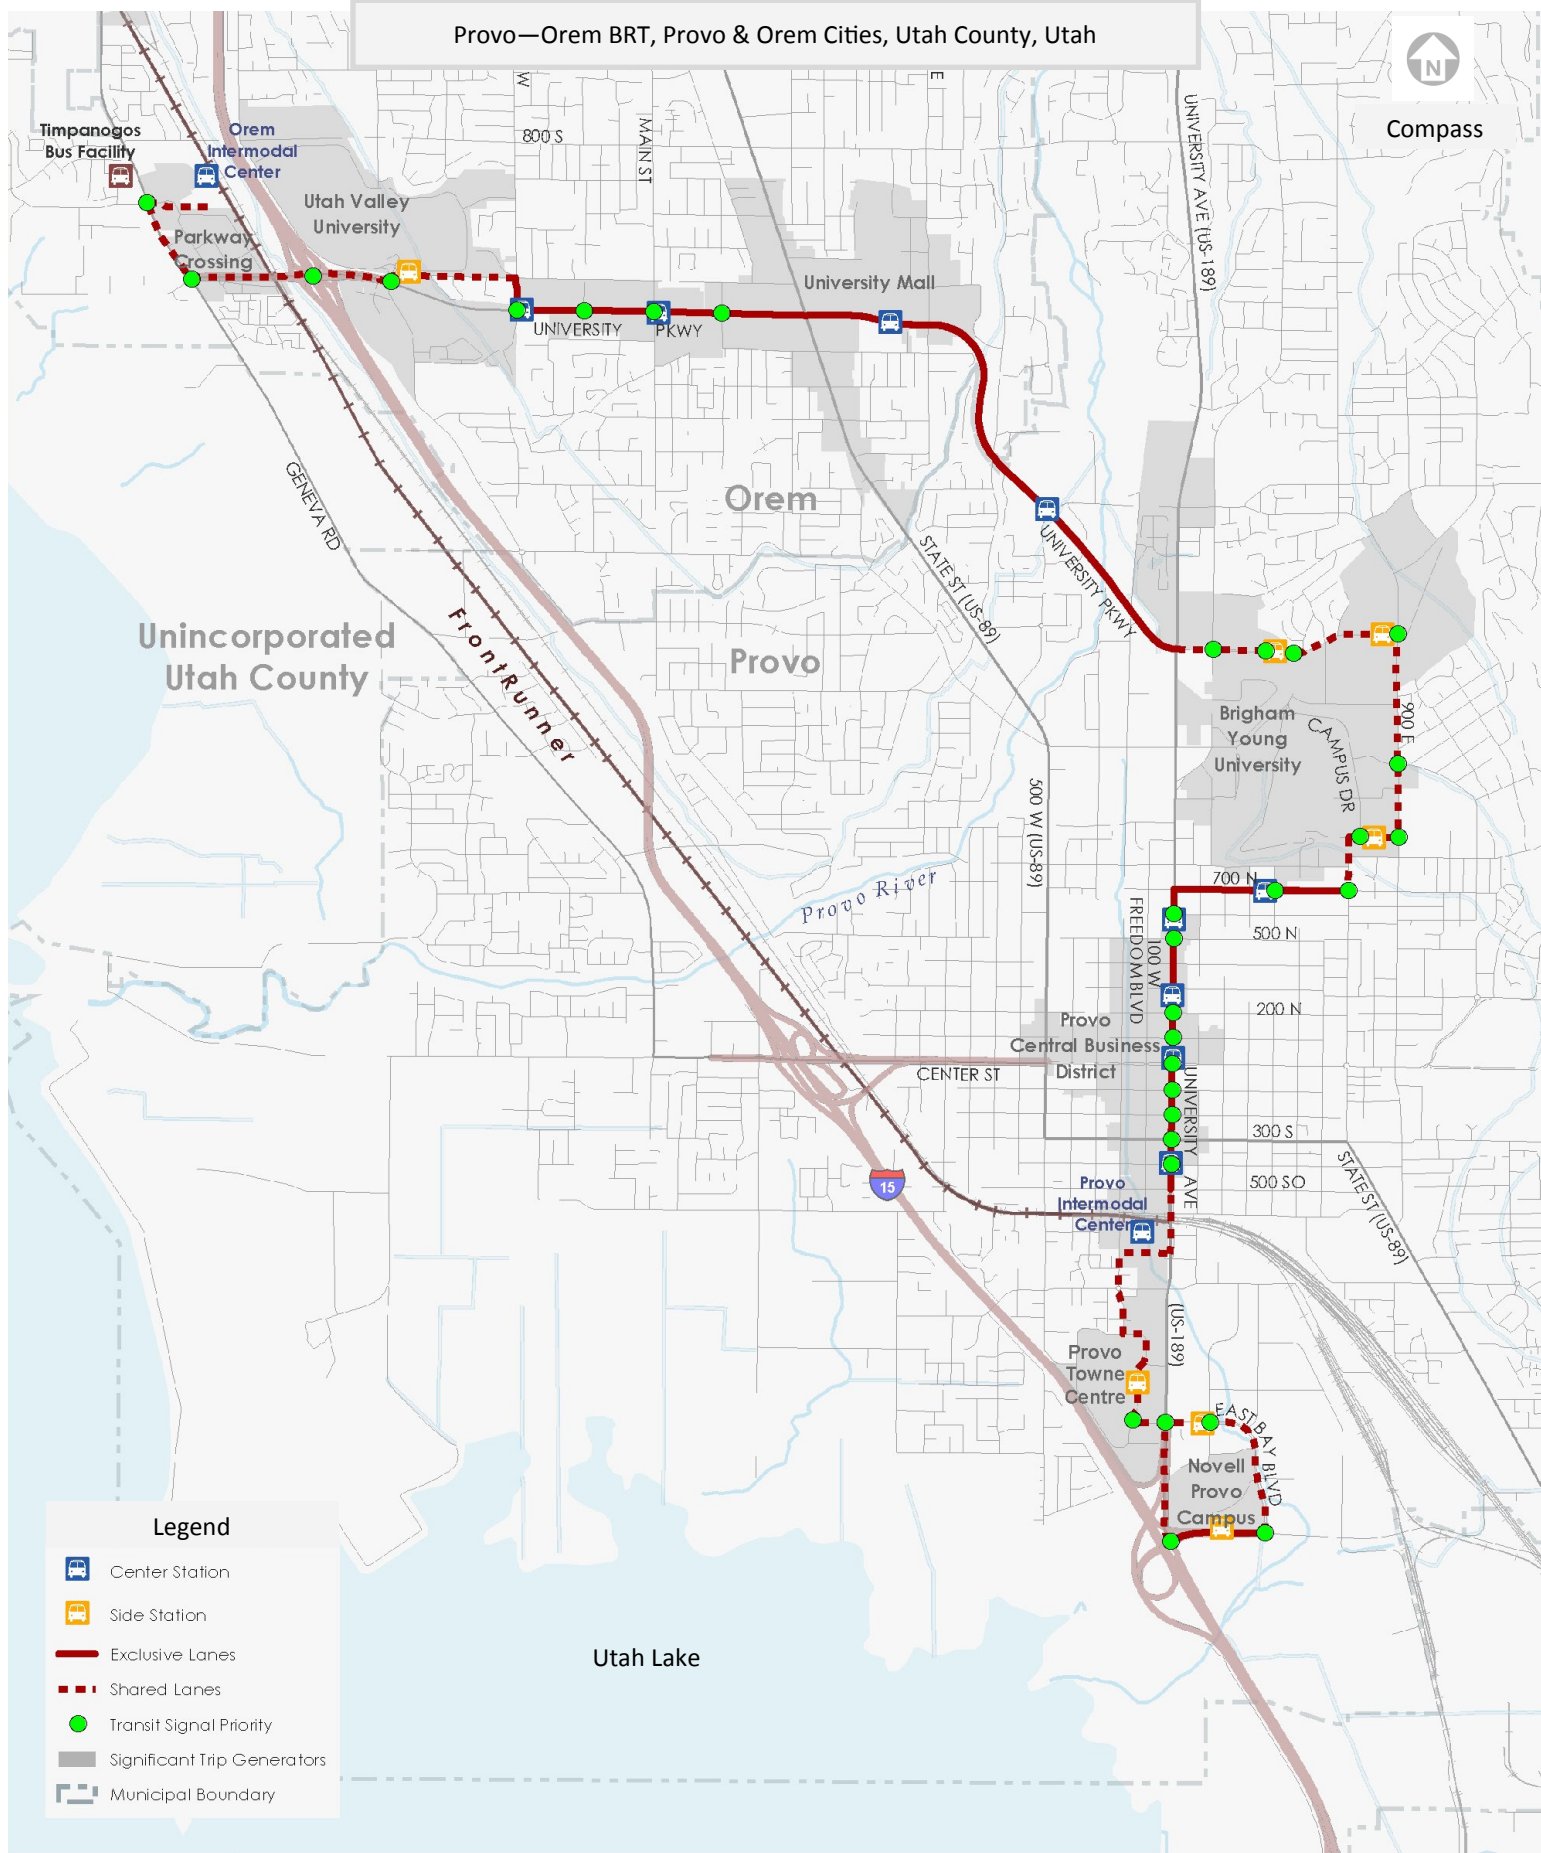 Provo—Orem BRT, Provo & Orem Cities, Utah County, Utah
N
Compass
W
E
800 S
MAIN ST
UNIVERSITY AVE (US-189)
Timpanogos
Bus Facility
Orem
Intermodal
Center
Utah Valley
University
Parkway
Crossing
University Mall
UNIVERSITY
PKWY
GENEVA RD
Orem
STATE ST (US-89)
UNIVERSITY PKWY
Unincorporated
Utah County
FrontRunner
Provo
Brigham
Young
University
CAMPUS DR
900 E
500 W (US-89)
Provo River
700 N
FREEDOM BLVD
100 W
500 N
200 N
Provo
Central Business
District
CENTER ST
UNIVERSITY AVE
300 S
STATE ST (US-89)
15
500 SO
Provo
Intermodal
Center
(US-189)
Provo
Towne
Centre
EAST BAY BLVD
Novell
Provo
Campus
Legend
Center Station
Side Station
Exclusive Lanes
Shared Lanes
Transit Signal Priority
Significant Trip Generators
Municipal Boundary
Utah Lake